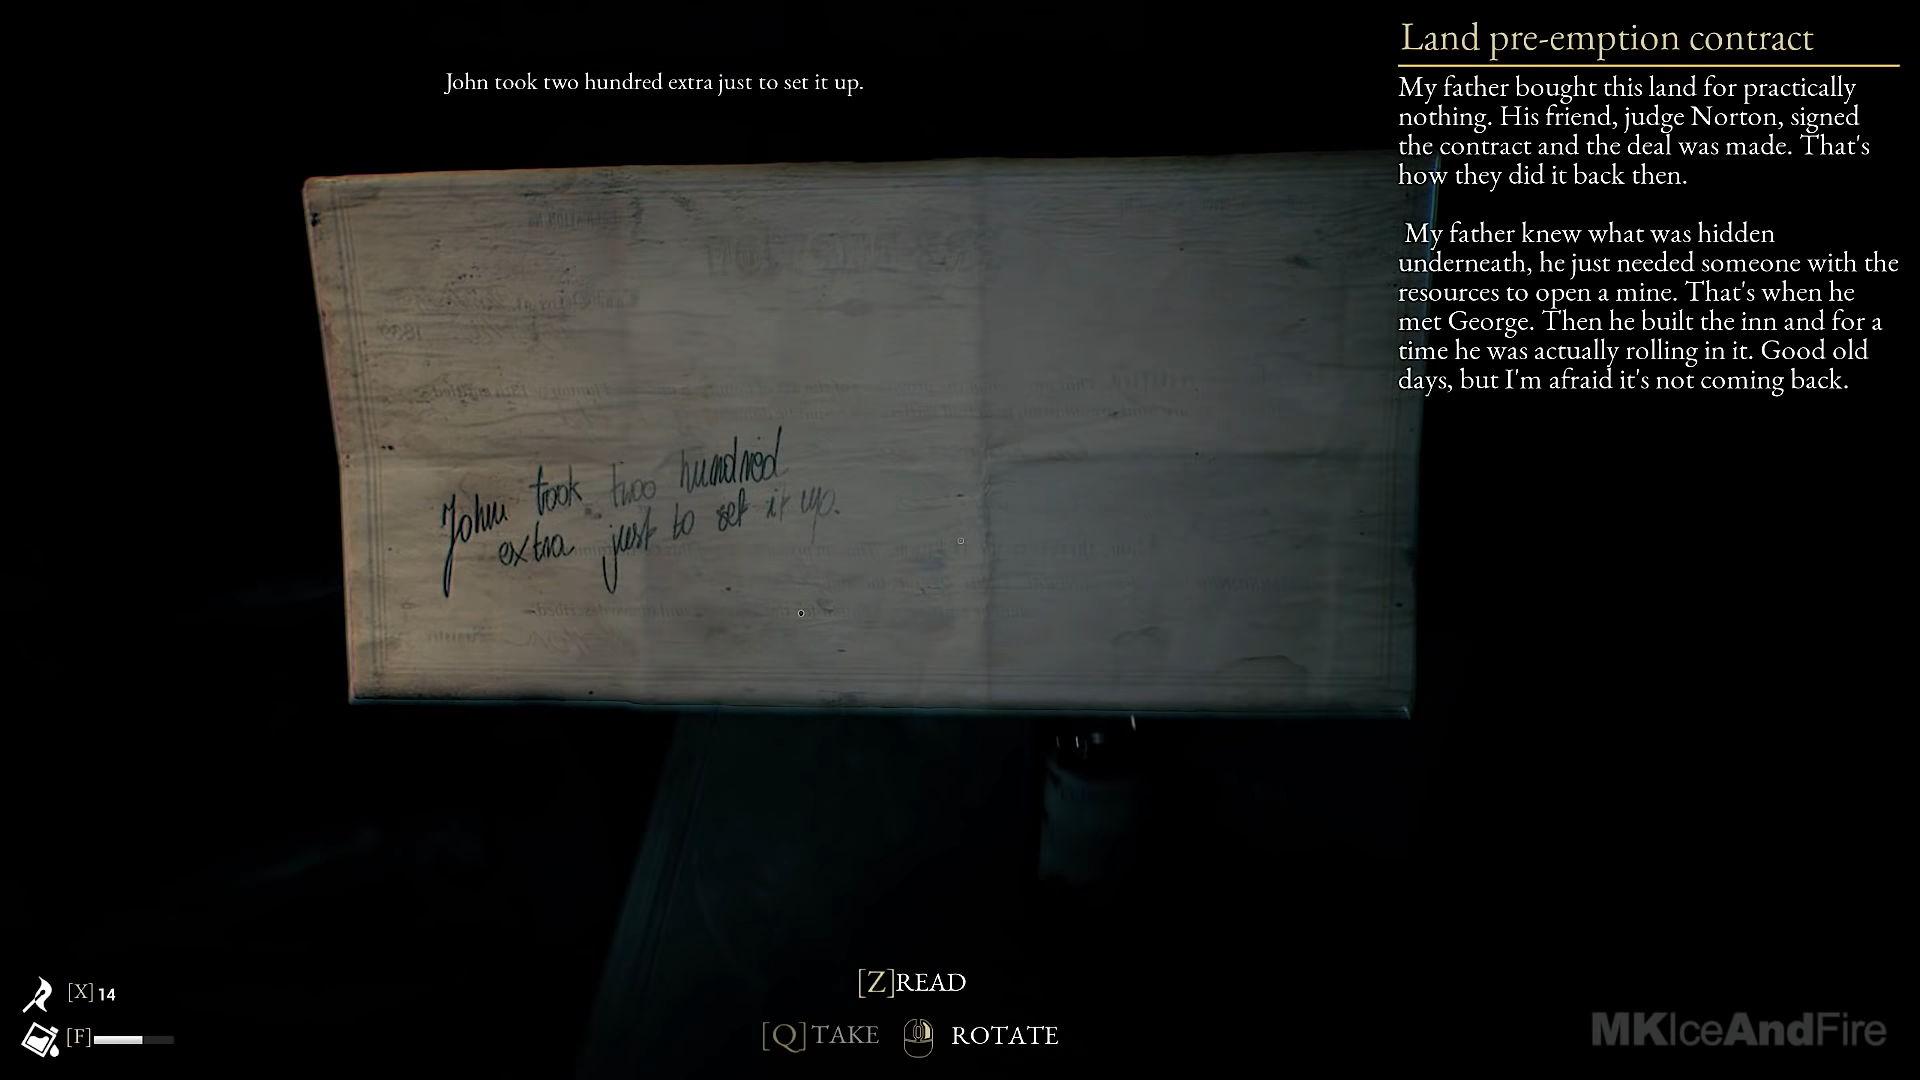 John took two hundred extra just to set it up.
Land pre-emption contract
My father bought this land for practically
nothing. His friend, judge Norton, signed
the contract and the deal was made. That's
how they did it back then.
My father knew what was hidden
underneath, he just needed someone with the
resources to open a mine. That's when he
met George. Then he built the inn and for a
time he was actually rolling in it. Good old
days, but I'm afraid it's not coming back.
John took two hundred
extra just to set it up.
[X] 14
[F]
[Z]READ
[Q]TAKE ROTATE
MKIceAndFire